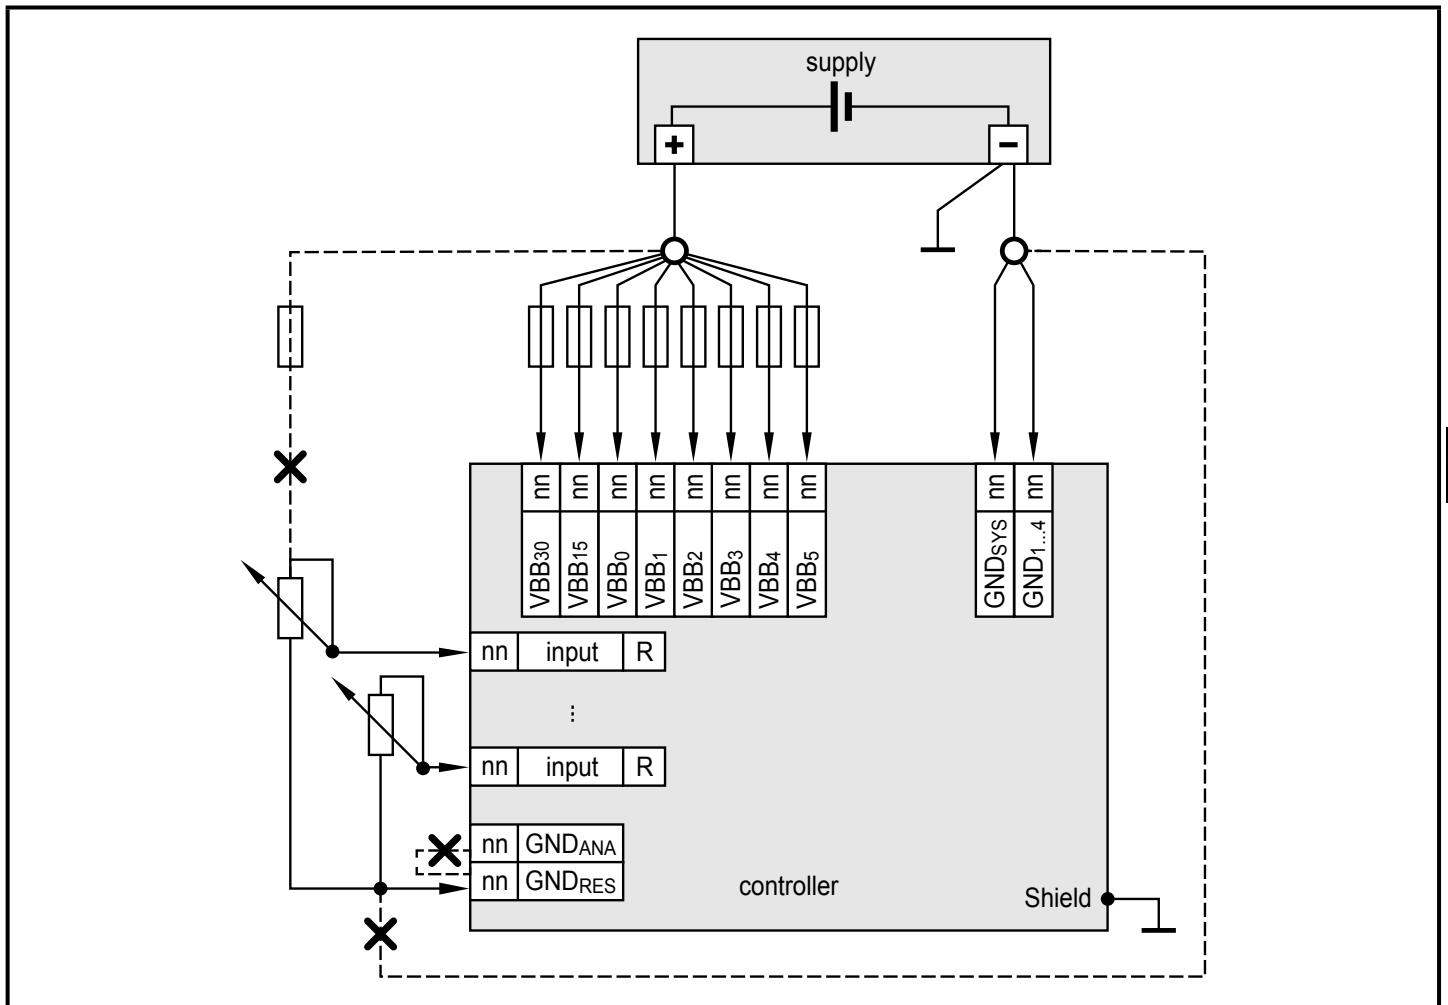 supply
+ −
nn nn nn nn nn nn nn nn nn nn
VBB30 VBB15 VBB0 VBB1 VBB2 VBB3 VBB4 VBB5 GNDSYS GND1...4
nn input R
...
nn input R
nn GNDANA
nn GNDRES
controller
Shield